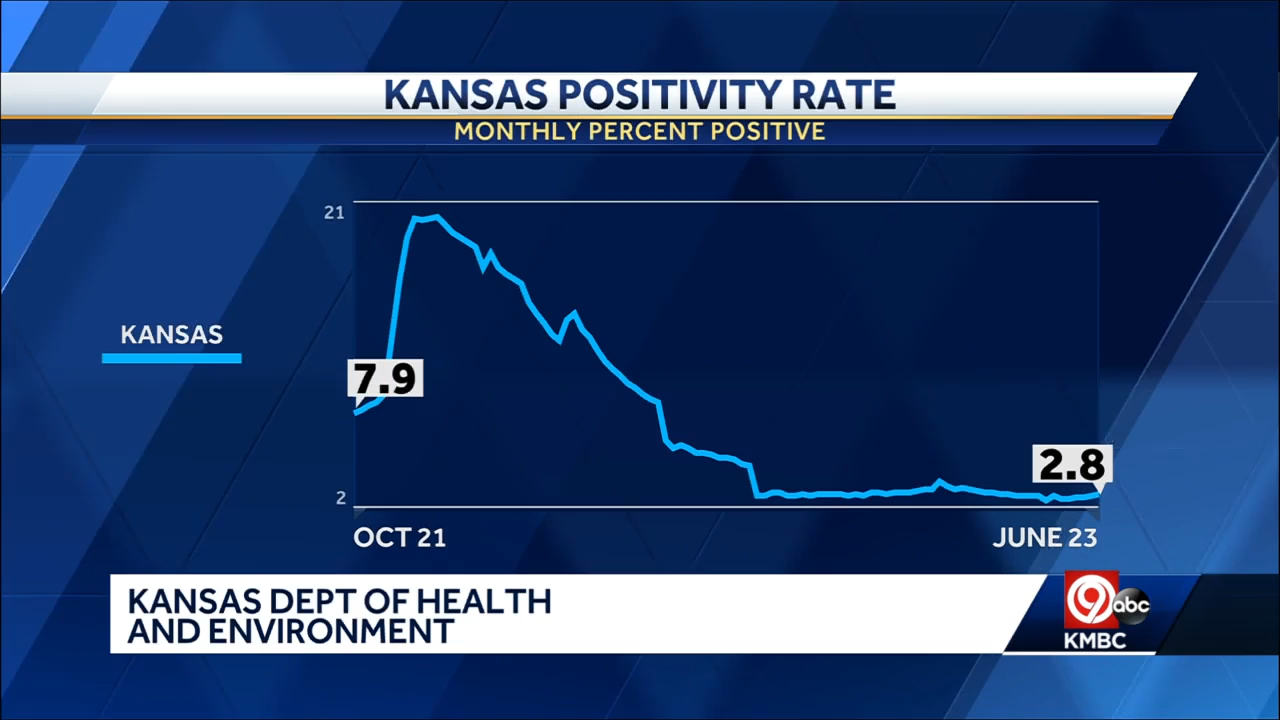 KANSAS POSITIVITY RATE
MONTHLY PERCENT POSITIVE
21
KANSAS
7.9
2.8
2
OCT 21
JUNE 23
KANSAS DEPT OF HEALTH
AND ENVIRONMENT
9 abc
KMBC